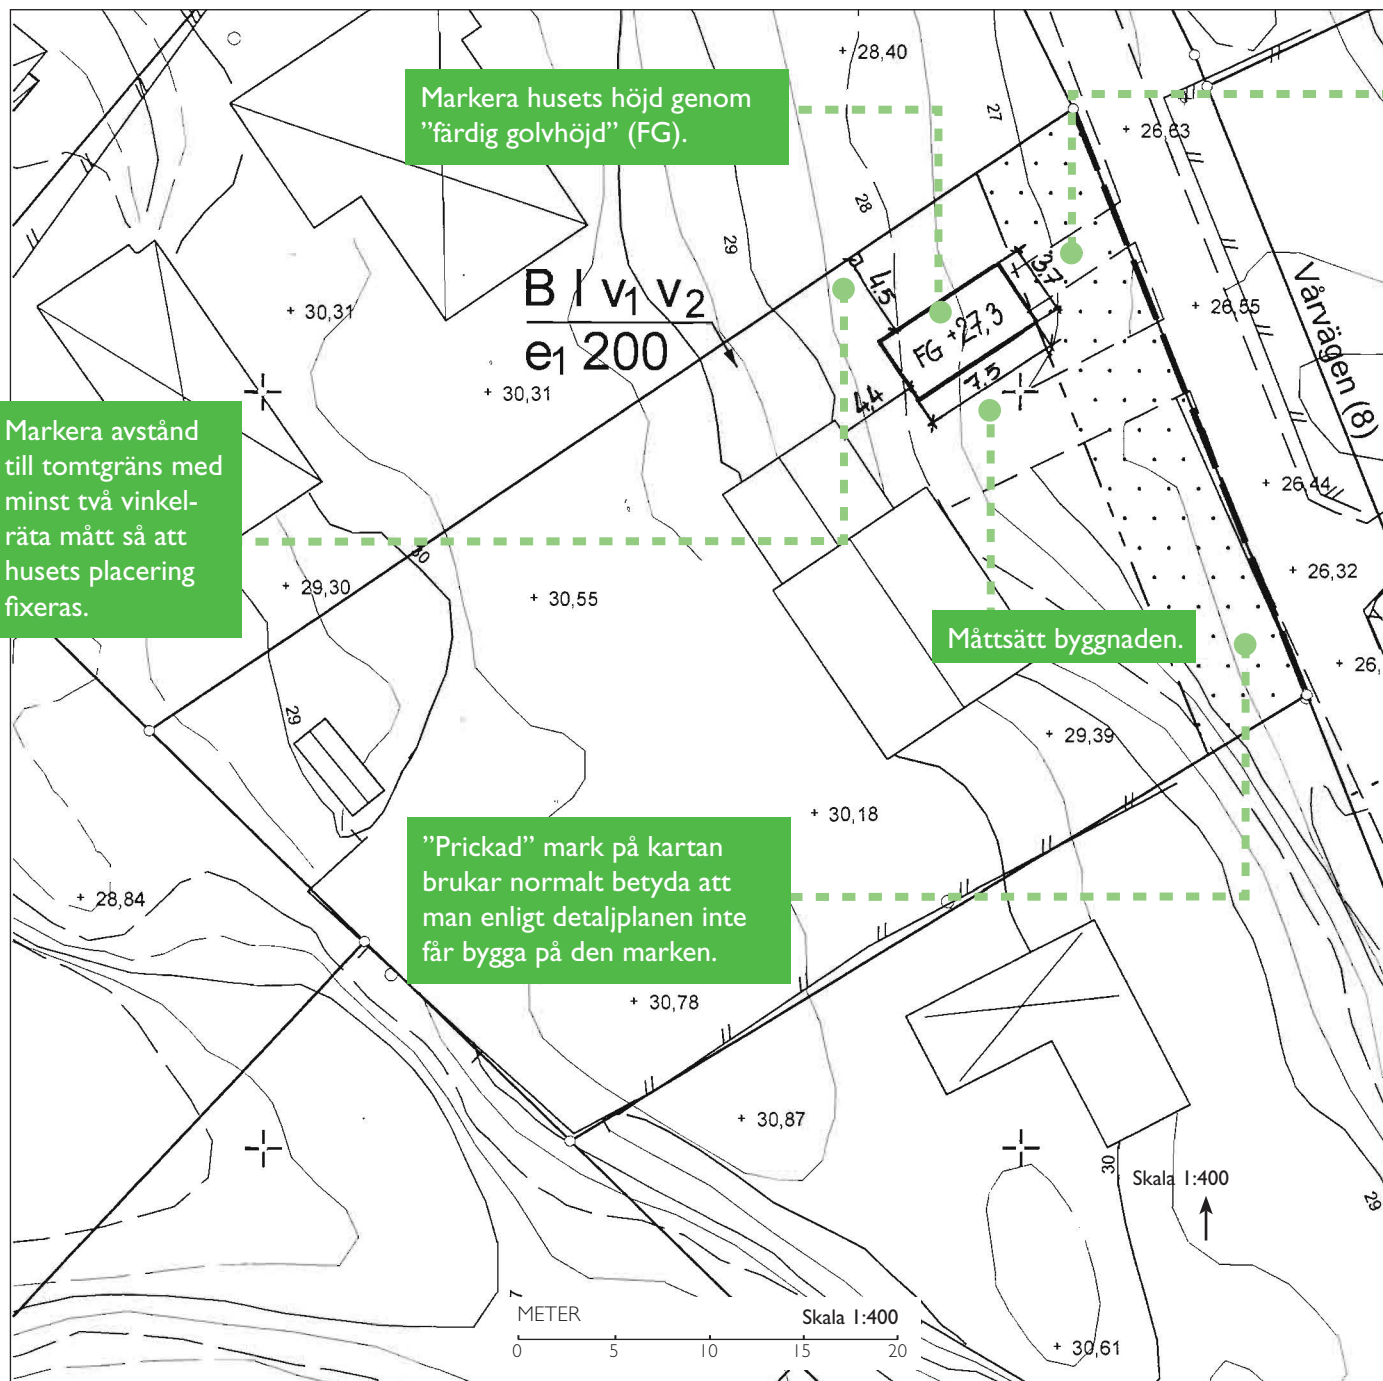 28,40
Markera husets höjd genom
”färdig golvhöjd” (FG).
27
26,63
28
29
Vårvägen (8)
B I v1 v2
e1 200
30,31
4.5
3.7
FG +27,3
26,55
7.5
4,4
30,31
Markera avstånd
till tomtgräns med
minst två vinkel-
räta mått så att
husets placering
fixeras.
26,44
30
29,30
30,55
26,32
Måttsätt byggnaden.
26,
29
29,39
30,18
”Prickad” mark på kartan
brukar normalt betyda att
man enligt detaljplanen inte
får bygga på den marken.
28,84
30,78
30,87
30
Skala 1:400
29
7
METER
Skala 1:400
0 5 10 15 20
30,61